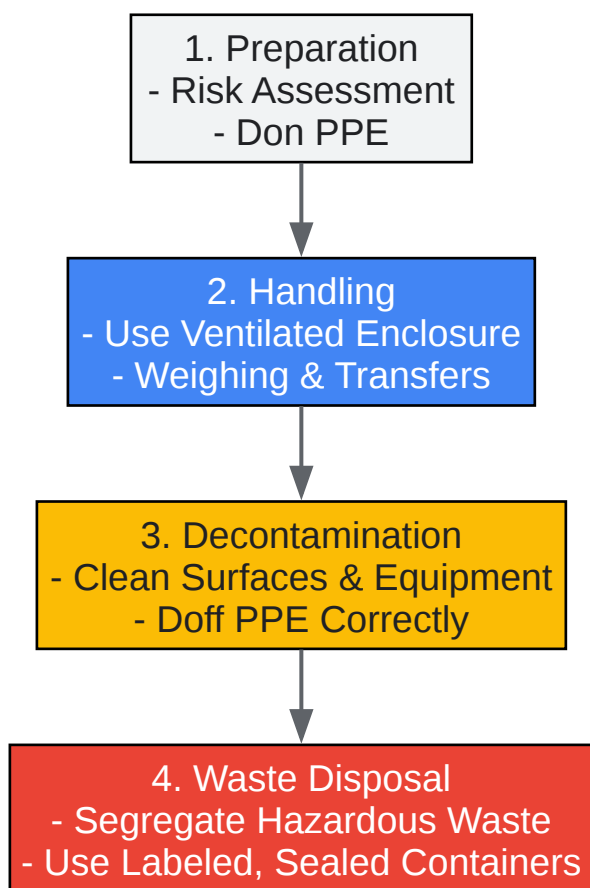 1. Preparation
- Risk Assessment
- Don PPE
2. Handling
- Use Ventilated Enclosure
- Weighing & Transfers
3. Decontamination
- Clean Surfaces & Equipment
- Doff PPE Correctly
4. Waste Disposal
- Segregate Hazardous Waste
- Use Labeled, Sealed Containers